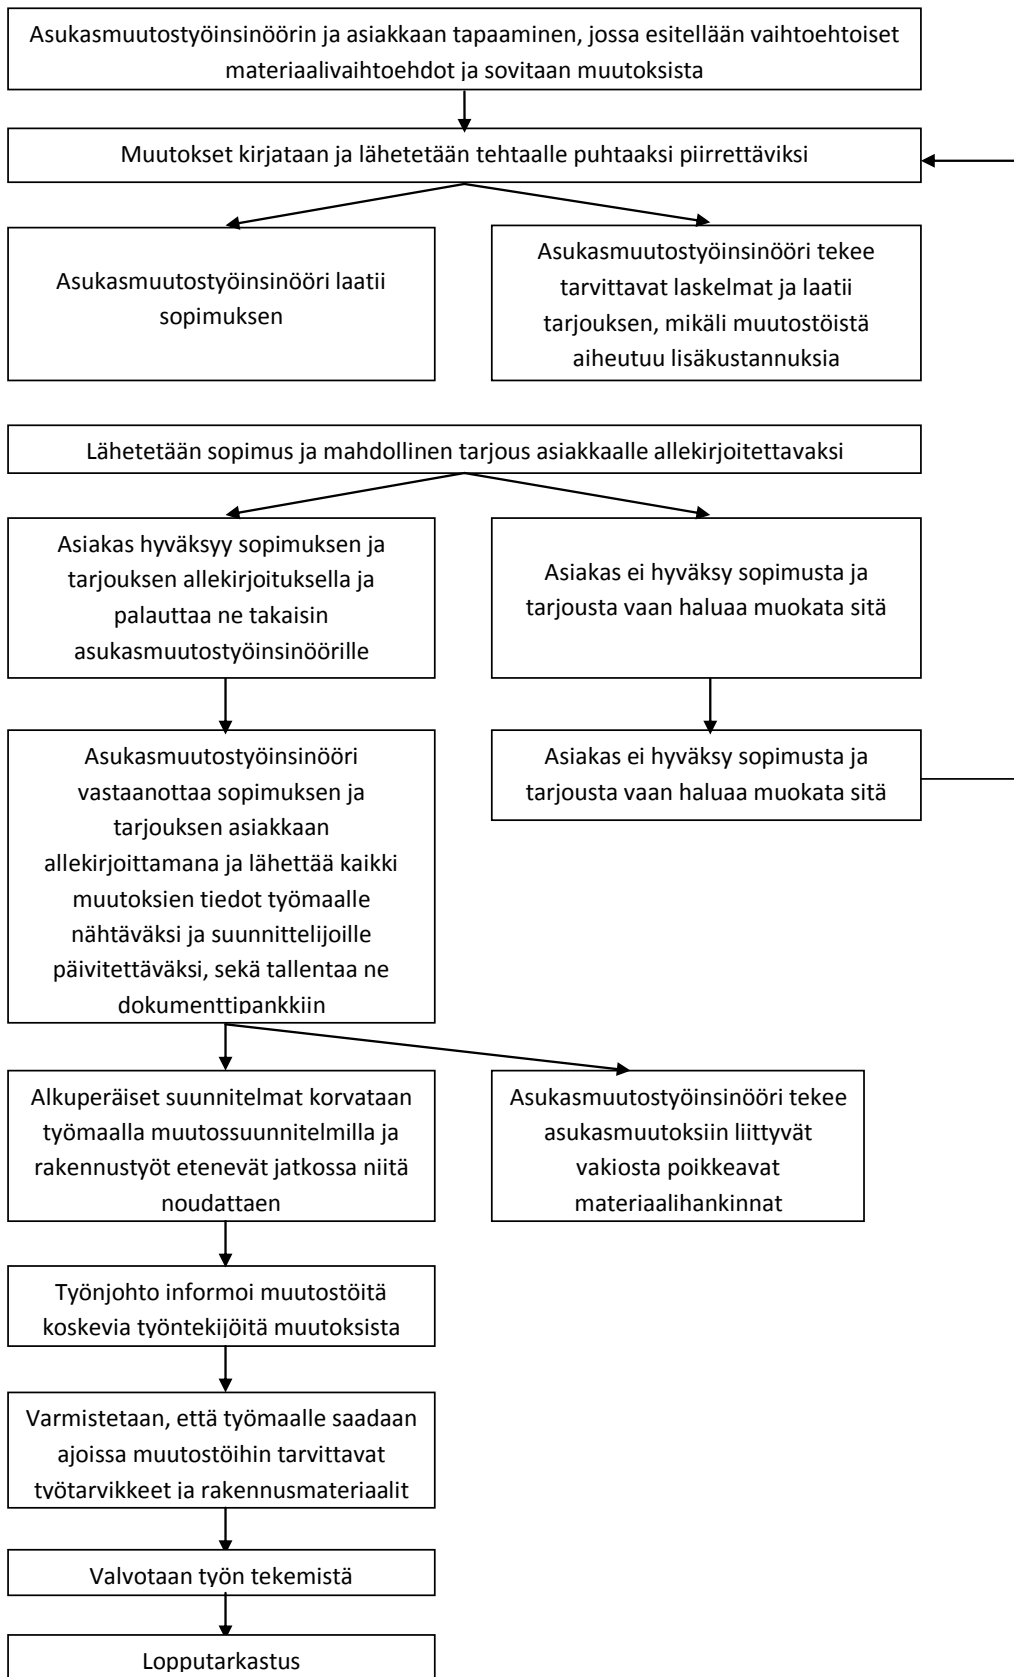 Asukasmuutostyöinsinöörin ja asiakkaan tapaaminen, jossa esitellään vaihtoehtoiset
materiaalivaihtoehdot ja sovitaan muutoksista
Muutokset kirjataan ja lähetetään tehtaalle puhtaaksi piirrettäviksi
Asukasmuutostyöinsinööri laatii
sopimuksen
Asukasmuutostyöinsinööri tekee
tarvittavat laskelmat ja laatii
tarjouksen, mikäli muutostöistä
aiheutuu lisäkustannuksia
Lähetetään sopimus ja mahdollinen tarjous asiakkaalle allekirjoitettavaksi
Asiakas hyväksyy sopimuksen ja
tarjouksen allekirjoituksella ja
palauttaa ne takaisin
asukasmuutostyöinsinöörille
Asiakas ei hyväksy sopimusta ja
tarjousta vaan haluaa muokata sitä
Asukasmuutostyöinsinööri
vastaanottaa sopimuksen ja
tarjouksen asiakkaan
allekirjoittamana ja lähettää kaikki
muutoksien tiedot työmaalle
nähtäväksi ja suunnittelijoille
päivitettäväksi, sekä tallentaa ne
dokumenttipankkiin
Asiakas ei hyväksy sopimusta ja
tarjousta vaan haluaa muokata sitä
Alkuperäiset suunnitelmat korvataan
työmaalla muutossuunnitelmilla ja
rakennustyöt etenevät jatkossa niitä
noudattaen
Asukasmuutostyöinsinööri tekee
asukasmuutoksiin liittyvät
vakiosta poikkeavat
materiaalihankinnat
Työnjohto informoi muutostöitä
koskevia työntekijöitä muutoksista
Varmistetaan, että työmaalle saadaan
ajoissa muutostöihin tarvittavat
työtarvikkeet ja rakennusmateriaalit
Valvotaan työn tekemistä
Lopputarkastus